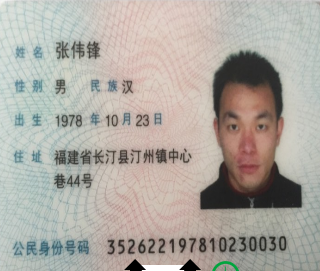 姓名 张伟锋
性别 男 民族 汉
出生 1978 年 10 月 23 日
住址 福建省长汀县汀州镇中心
巷44号
公民身份号码 352622197810230030